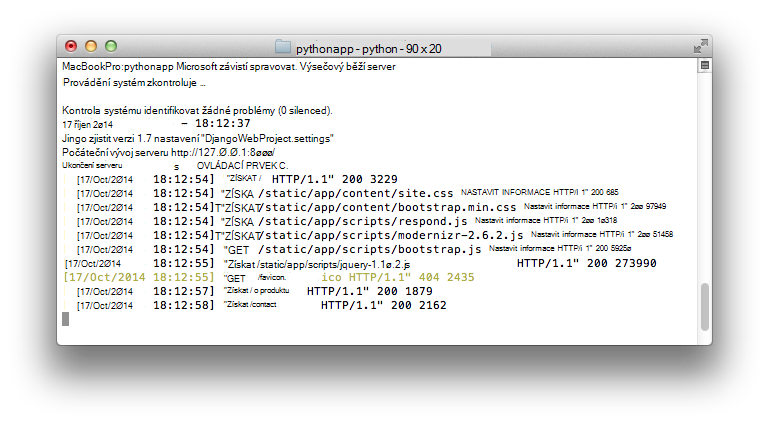 pythonapp - python - 90 x 20
MacBookPro:pythonapp Microsoft závistí spravovat. Výsečový běží server
Provádění systém zkontroluje ...
Kontrola systému identifikovat žádné problémy (0 silenced).
17 říjen 2ø14 - 18:12:37
Jingo zjistit verzi 1.7 nastavení "DjangoWebProject.settings"
Počáteční vývoj serveru http://127.Ø.Ø.1:8øøø/
Ukončení serveru s OVLÁDACÍ PRVEK C.
[17/Oct/2Ø14 18:12:54] "ZÍSKAT / HTTP/1.1" 200 3229
[17/Oct/2Ø14 18:12:54] "ZÍSKA /static/app/content/site.css NASTAVIT INFORMACE HTTP/i 1" 200 685
[17/Oct/2Ø14 18:12:54]T"ZÍSKAT/static/app/content/bootstrap.min.css Nastavit informace HTTP/i 1" 2øø 97949
[17/Oct/2Ø14 18:12:54] "ZÍSKA /static/app/scripts/respond.js Nastavit informace HTTP/i 1" 2øø 1ø318
[17/Oct/2Ø14 18:12:54]T"ZÍSKAT/static/app/scripts/modernizr-2.6.2.js Nastavit informace HTTP/i 1" 2øø 51458
[17/Oct/2Ø14 18:12:54] "GET /static/app/scripts/bootstrap.js Nastavit informace HTTP/i 1" 200 5925ø
[17/Oct/2Ø14 18:12:55] "Získat /static/app/scripts/jquery-1.1ø.2.js HTTP/1.1" 200 273990
[17/Oct/2014 18:12:55] "GET /favicon. ico HTTP/1.1" 404 2435
[17/Oct/2Ø14 18:12:57] "Získat / o produktu HTTP/1.1" 200 1879
[17/Oct/2Ø14 18:12:58] "Získat /contact HTTP/1.1" 200 2162